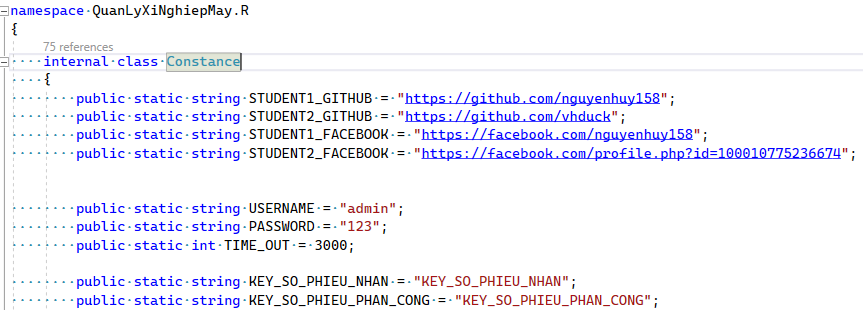 namespace QuanLyXiNghiepMay.R
{
75 references
internal class Constance
{
public static string STUDENT1_GITHUB = "https://github.com/nguyenhuy158";
public static string STUDENT2_GITHUB = "https://github.com/vhduck";
public static string STUDENT1_FACEBOOK = "https://facebook.com/nguyenhuy158";
public static string STUDENT2_FACEBOOK = "https://facebook.com/profile.php?id=100010775236674";
public static string USERNAME = "admin";
public static string PASSWORD = "123";
public static int TIME_OUT = 3000;
public static string KEY_SO_PHIEU_NHAN = "KEY_SO_PHIEU_NHAN";
public static string KEY_SO_PHIEU_PHAN_CONG = "KEY_SO_PHIEU_PHAN_CONG";